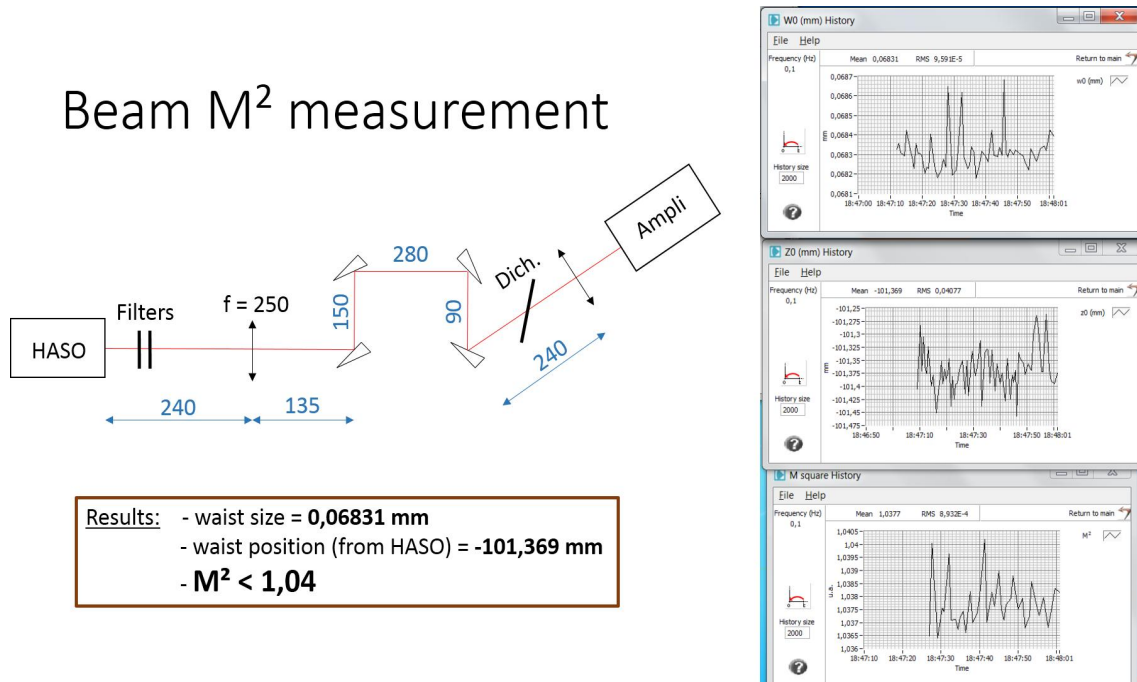 Beam M² measurement
Ampli
Dich.
280
150
90
240
f = 250
Filters
HASO
240
135
Results: - waist size = 0,06831 mm
- waist position (from HASO) = -101,369 mm
- M² < 1,04
W0 (mm) History
File Help
Frequency (Hz)
0,1
Mean 0,06831 RMS 9,591E-5
Return to main
w0 (mm)
0,0687
0,0686
0,0685
0,0684
0,0683
0,0682
0,0681
mm
18:47:00 18:47:10 18:47:20 18:47:30 18:47:40 18:47:50 18:48:01
Time
History size
2000
Z0 (mm) History
File Help
Frequency (Hz)
0,1
Mean -101,369 RMS 0,04077
Return to main
z0 (mm)
-101,25
-101,275
-101,3
-101,325
-101,35
-101,375
-101,4
-101,425
-101,45
-101,475
mm
18:46:50 18:47:10 18:47:30 18:47:50 18:48:01
Time
History size
2000
M square History
File Help
Frequency (Hz)
0,1
Mean 1,0377 RMS 8,932E-4
Return to main
M²
1,0405
1,04
1,0395
1,039
1,0385
1,038
1,0375
1,037
1,0365
1,036
u.a.
18:47:10 18:47:20 18:47:30 18:47:40 18:47:50 18:48:01
Time
History size
2000